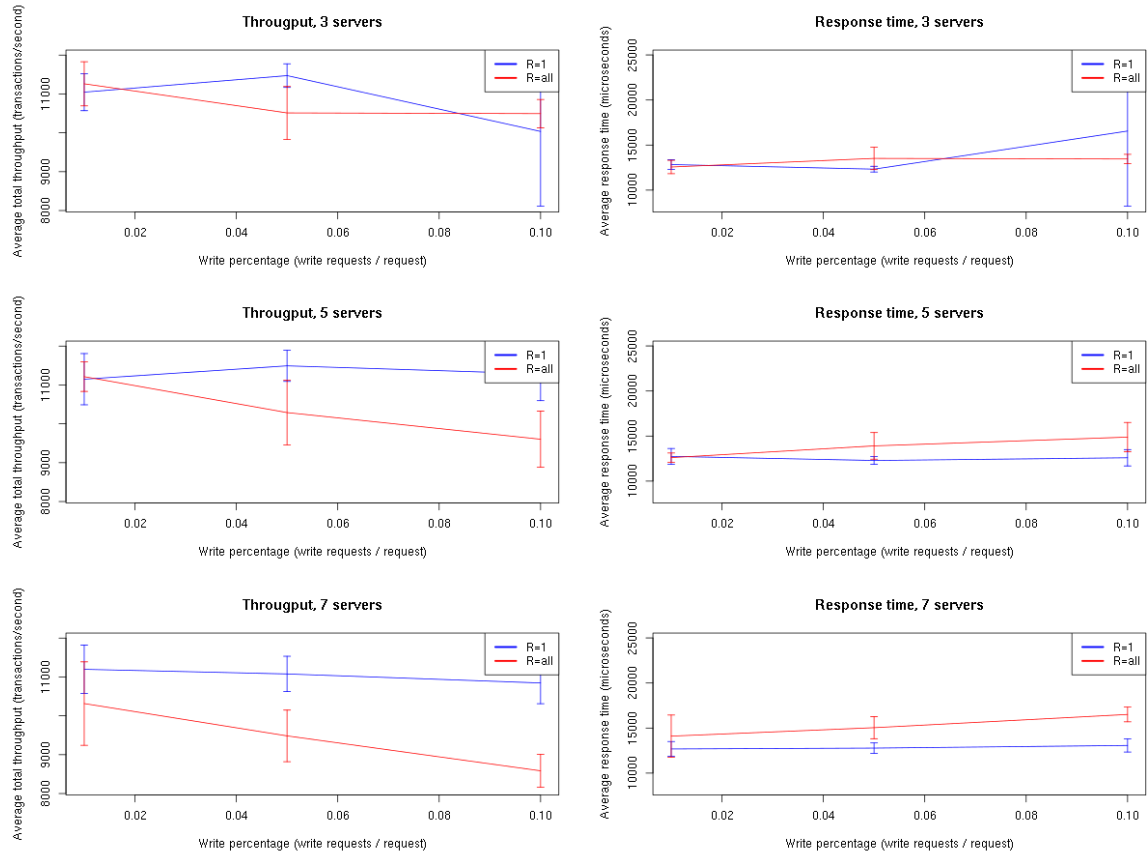 Througput, 3 servers
Average total throughput (transactions/second)
11000
9000
8000
R=1
R=all
0.02 0.04 0.06 0.08 0.10
Write percentage (write requests / request)
Response time, 3 servers
Average response time (microseconds)
25000
20000
15000
10000
R=1
R=all
0.02 0.04 0.06 0.08 0.10
Write percentage (write requests / request)
Througput, 5 servers
Average total throughput (transactions/second)
11000
9000
8000
R=1
R=all
0.02 0.04 0.06 0.08 0.10
Write percentage (write requests / request)
Response time, 5 servers
Average response time (microseconds)
25000
20000
15000
10000
R=1
R=all
0.02 0.04 0.06 0.08 0.10
Write percentage (write requests / request)
Througput, 7 servers
Average total throughput (transactions/second)
11000
9000
8000
R=1
R=all
0.02 0.04 0.06 0.08 0.10
Write percentage (write requests / request)
Response time, 7 servers
Average response time (microseconds)
25000
20000
15000
10000
R=1
R=all
0.02 0.04 0.06 0.08 0.10
Write percentage (write requests / request)